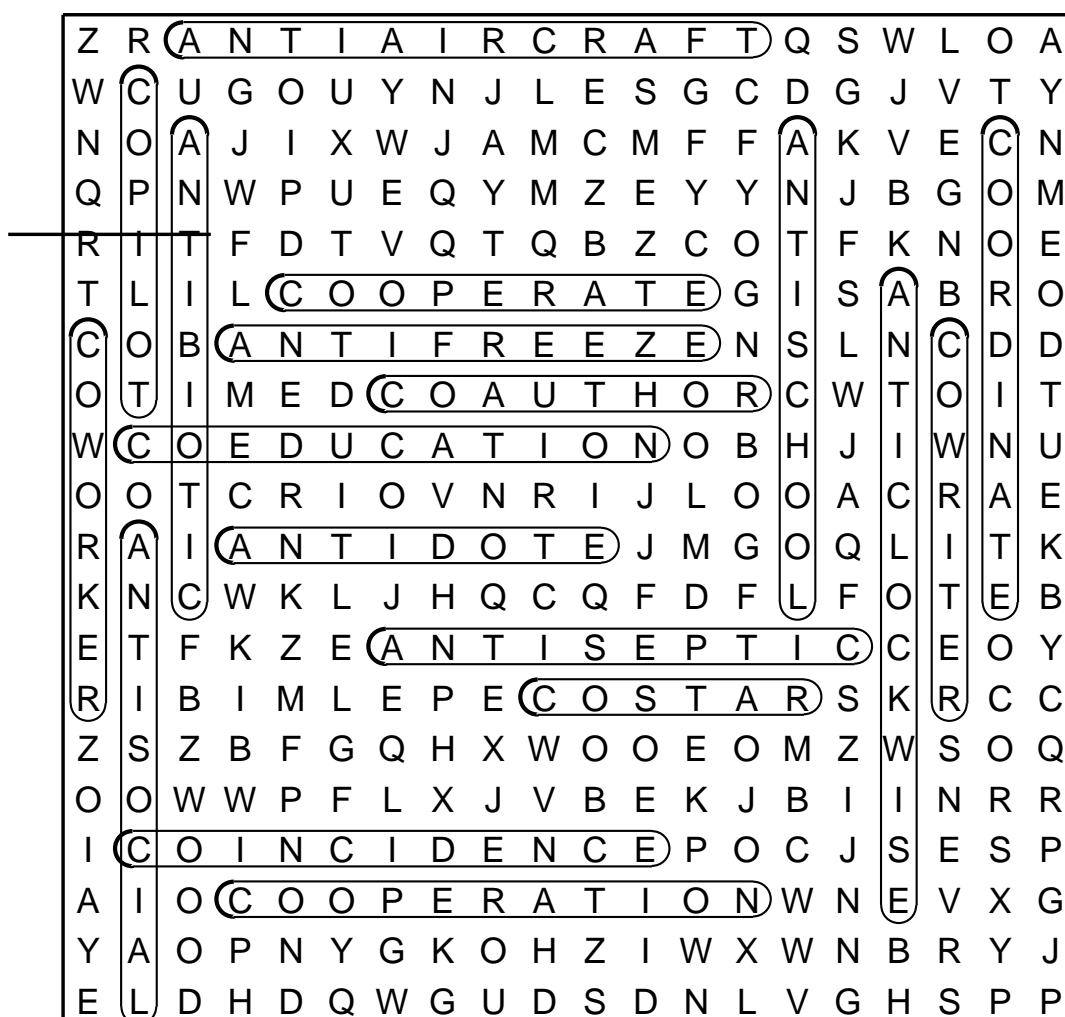 Z R A N T I A I R C R A F T Q S W L O A
W C U G O U Y N J L E S G C D G J V T Y
N O A J I X W J A M C M F F A K V E C N
Q P N W P U E Q Y M Z E Y Y N J B G O M
R I T F D T V Q T Q B Z C O T F K N O E
T L I L C O O P E R A T E G I S A B R O
C O B A N T I F R E E Z E N S L N C D D
O T I M E D C O A U T H O R C W T O I T
W C O E D U C A T I O N O B H J I W N U
O O T C R I O V N R I J L O O A C R A E
R A I A N T I D O T E J M G O Q L I T K
K N C W K L J H Q C Q F D F L F O T E B
E T F K Z E A N T I S E P T I C C E O Y
R I B I M L E P E C O S T A R S K R C C
Z S Z B F G Q H X W O O E O M Z W S O Q
O O W W P F L X J V B E K J B I I N R R
I C O I N C I D E N C E P O C J S E S P
A I O C O O P E R A T I O N W N E V X G
Y A O P N Y G K O H Z I W X W N B R Y J
E L D H D Q W G U D S D N L V G H S P P